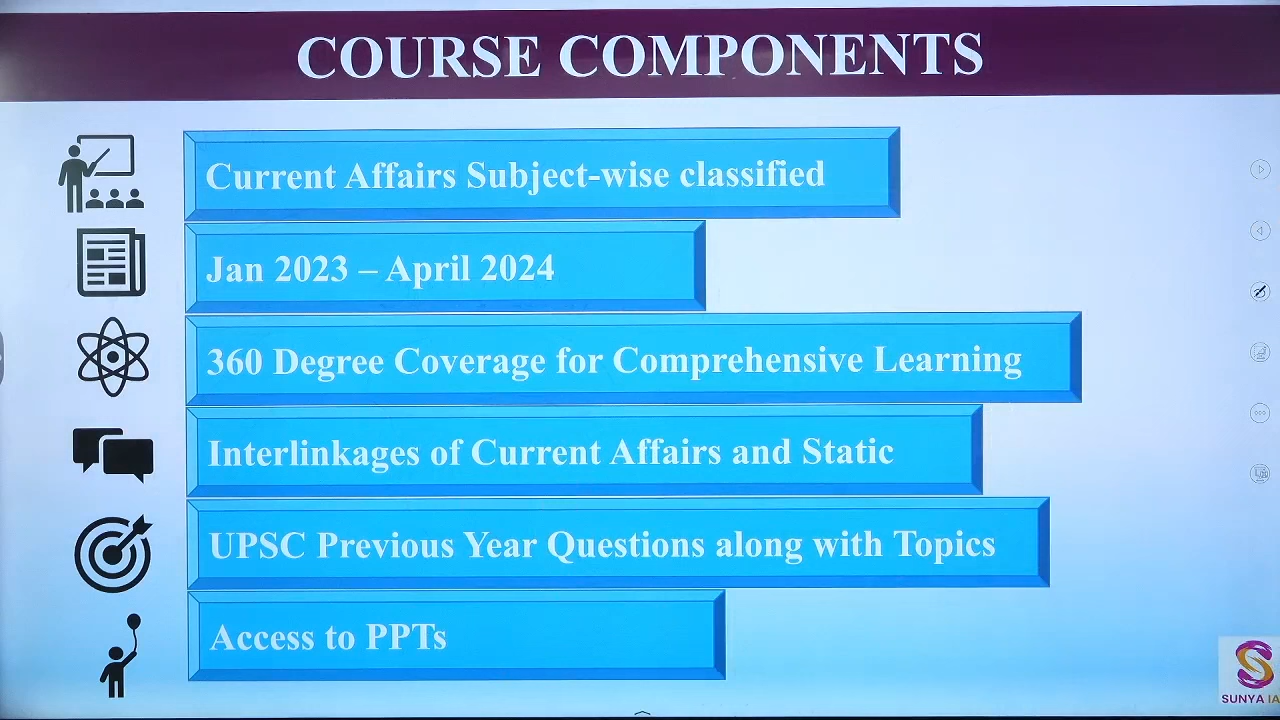 COURSE COMPONENTS
Current Affairs Subject-wise classified
Jan 2023 – April 2024
360 Degree Coverage for Comprehensive Learning
Interlinkages of Current Affairs and Static
UPSC Previous Year Questions along with Topics
Access to PPTs
SUNYA IA